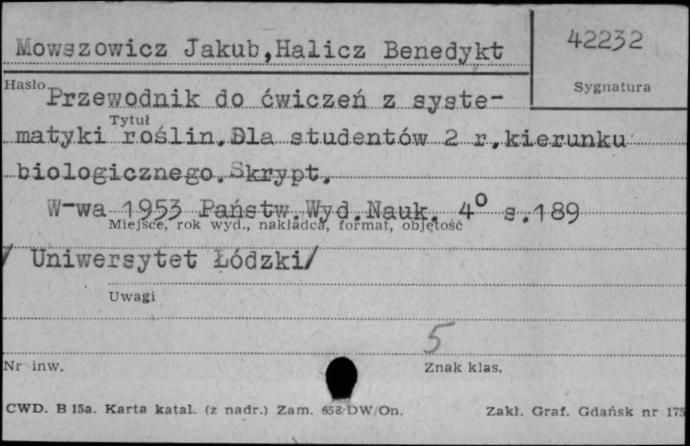 Mowszowicz Jakub,Halicz Benedykt
42232
Hasło
Sygnatura
Przewodnik do ćwiczeń z syste-
Tytuł
matyki roślin.Dla studentów 2 r.kierunku
biologicznego.Skrypt.
W-wa 1953 Państw.Wyd.Nauk. 4° s.189
Miejsce, rok wyd., nakładca, format, objętość
/ Uniwersytet Łódzki/
Uwagi
5
Nr inw.
Znak klas.
CWD. B 15a. Karta katal. (z nadr.) Zam. 658/DW/On.
Zakł. Graf. Gdańsk nr 175